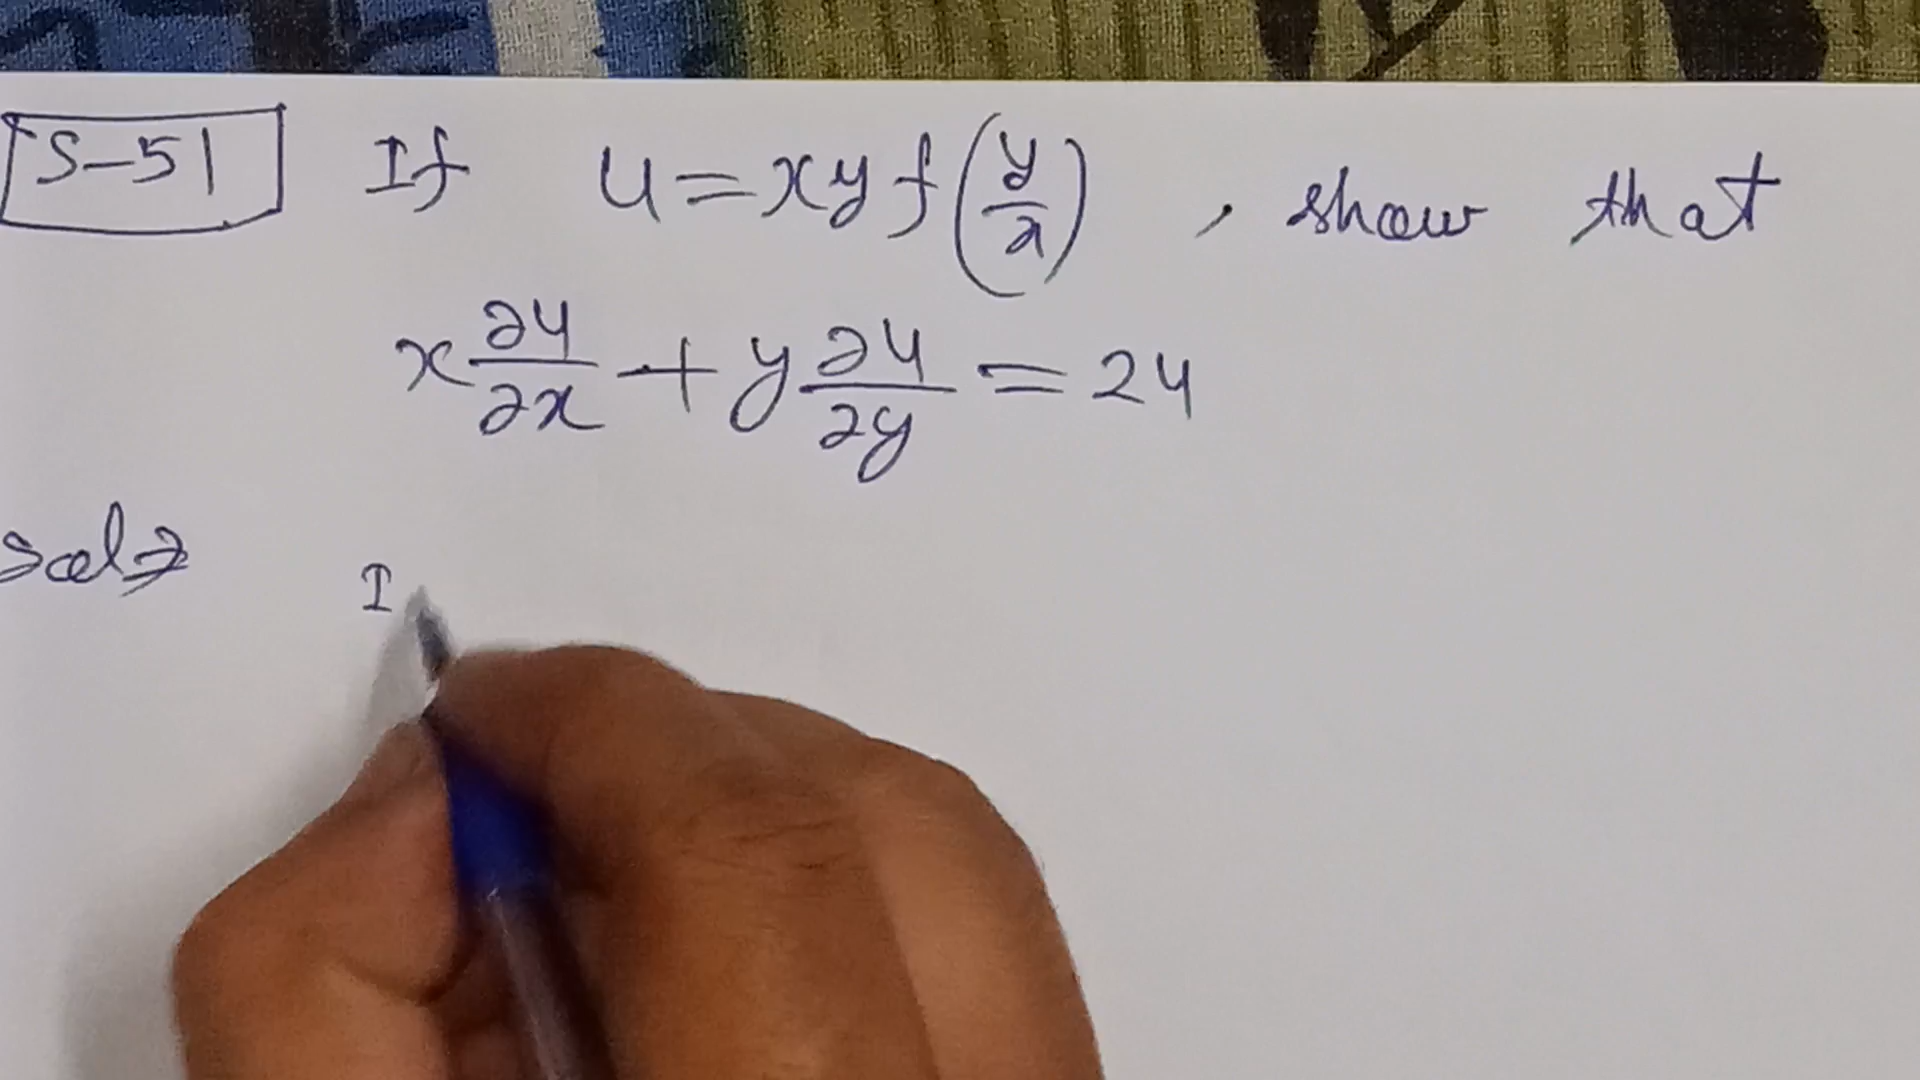 S-51 If u = xy f(y/x), show that
x ∂u/∂x + y ∂u/∂y = 2u
Sol⇒ I